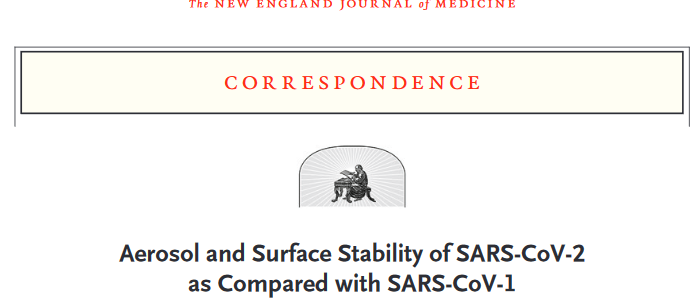 The NEW ENGLAND JOURNAL of MEDICINE
CORRESPONDENCE
Aerosol and Surface Stability of SARS-CoV-2
as Compared with SARS-CoV-1